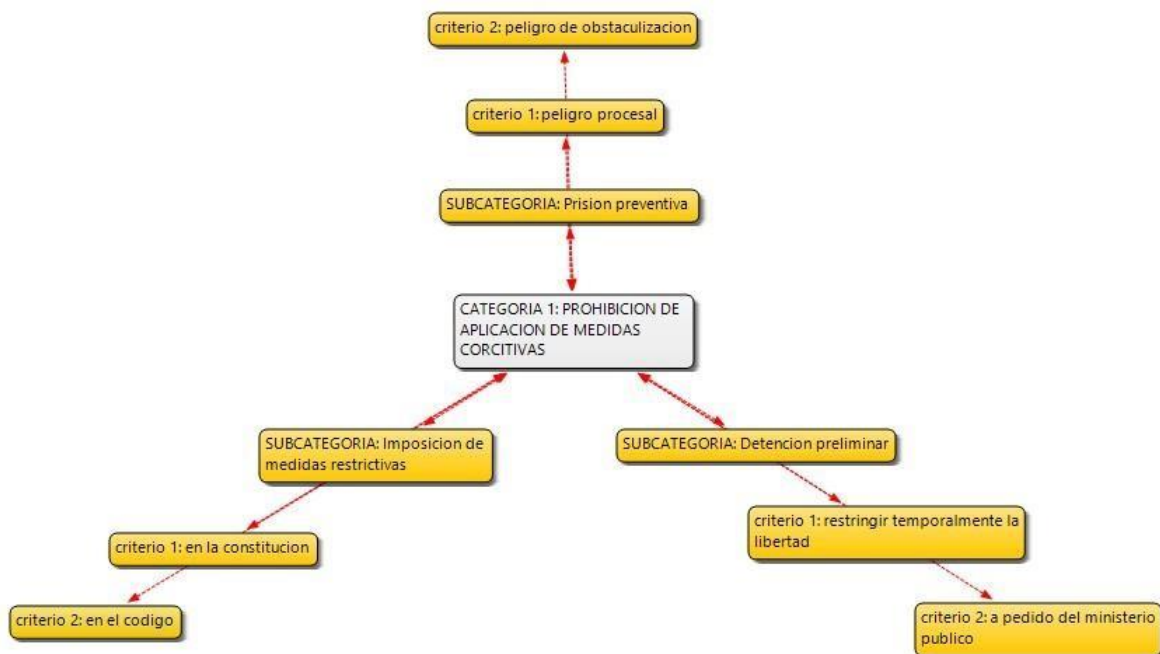 criterio 2: peligro de obstaculizacion
criterio 1: peligro procesal
SUBCATEGORIA: Prision preventiva
CATEGORIA 1: PROHIBICION DE
APLICACION DE MEDIDAS
CORCITIVAS
SUBCATEGORIA: Imposicion de
medidas restrictivas
SUBCATEGORIA: Detencion preliminar
criterio 1: en la constitucion
criterio 1: restringir temporalmente la
libertad
criterio 2: en el codigo
criterio 2: a pedido del ministerio
publico